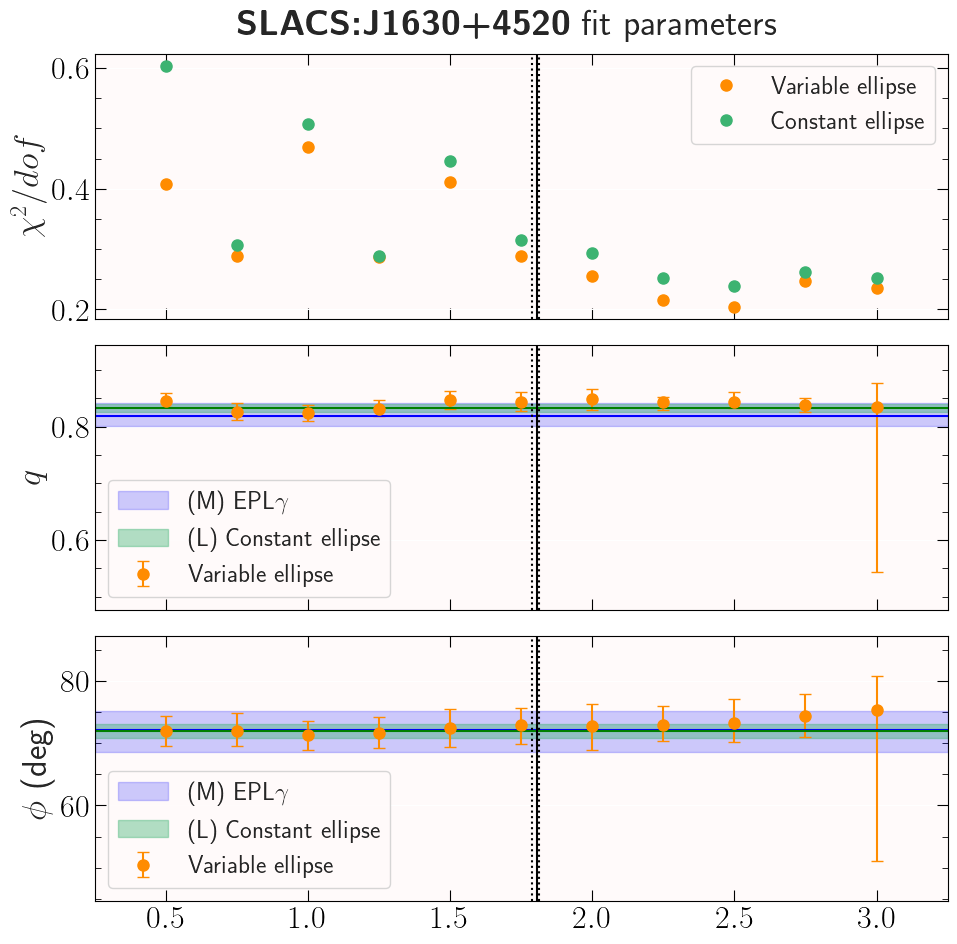 SLACS:J1630+4520 fit parameters
χ²/dof
0.6
0.4
0.2
Variable ellipse
Constant ellipse
q
0.8
0.6
(M) EPLγ
(L) Constant ellipse
Variable ellipse
ϕ (deg)
80
60
(M) EPLγ
(L) Constant ellipse
Variable ellipse
0.5 1.0 1.5 2.0 2.5 3.0